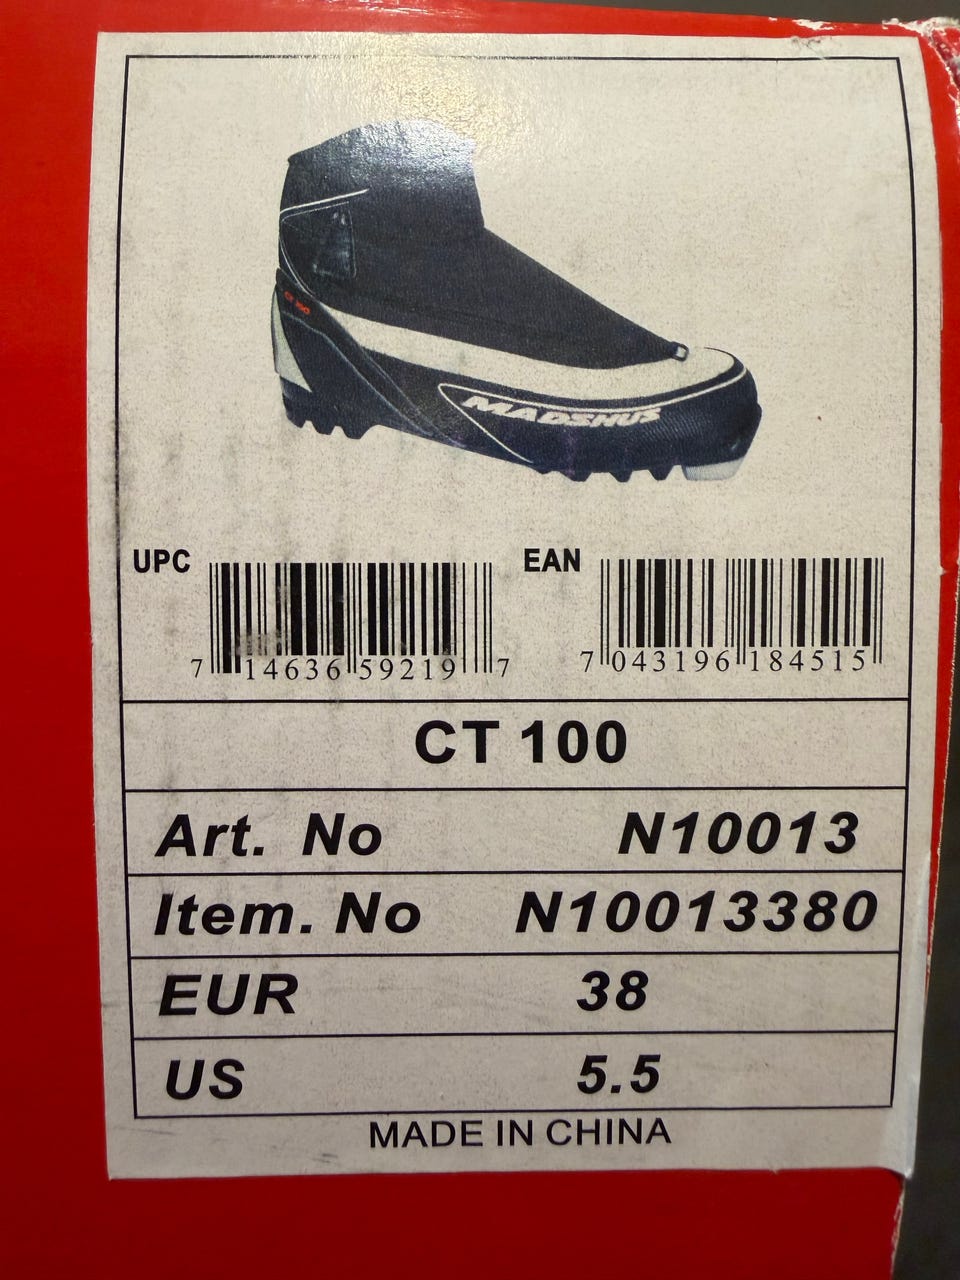 MADSHUS
UPC
EAN
7 14636 59219 7
7 043196 184515
CT 100
Art. No N10013
Item. No N10013380
EUR 38
US 5.5
MADE IN CHINA